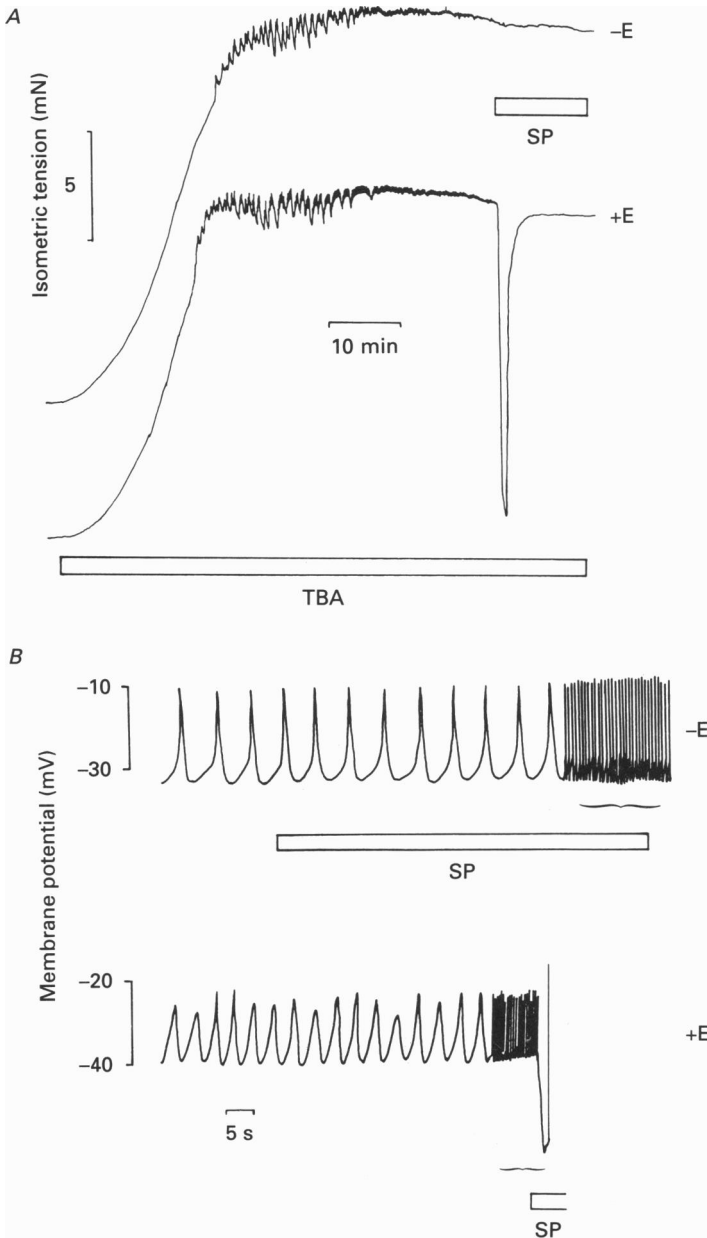 A
–E
SP
Isometric tension (mN)
5
+E
10 min
TBA
B
–10
–30
–E
SP
Membrane potential (mV)
–20
–40
+E
5 s
SP